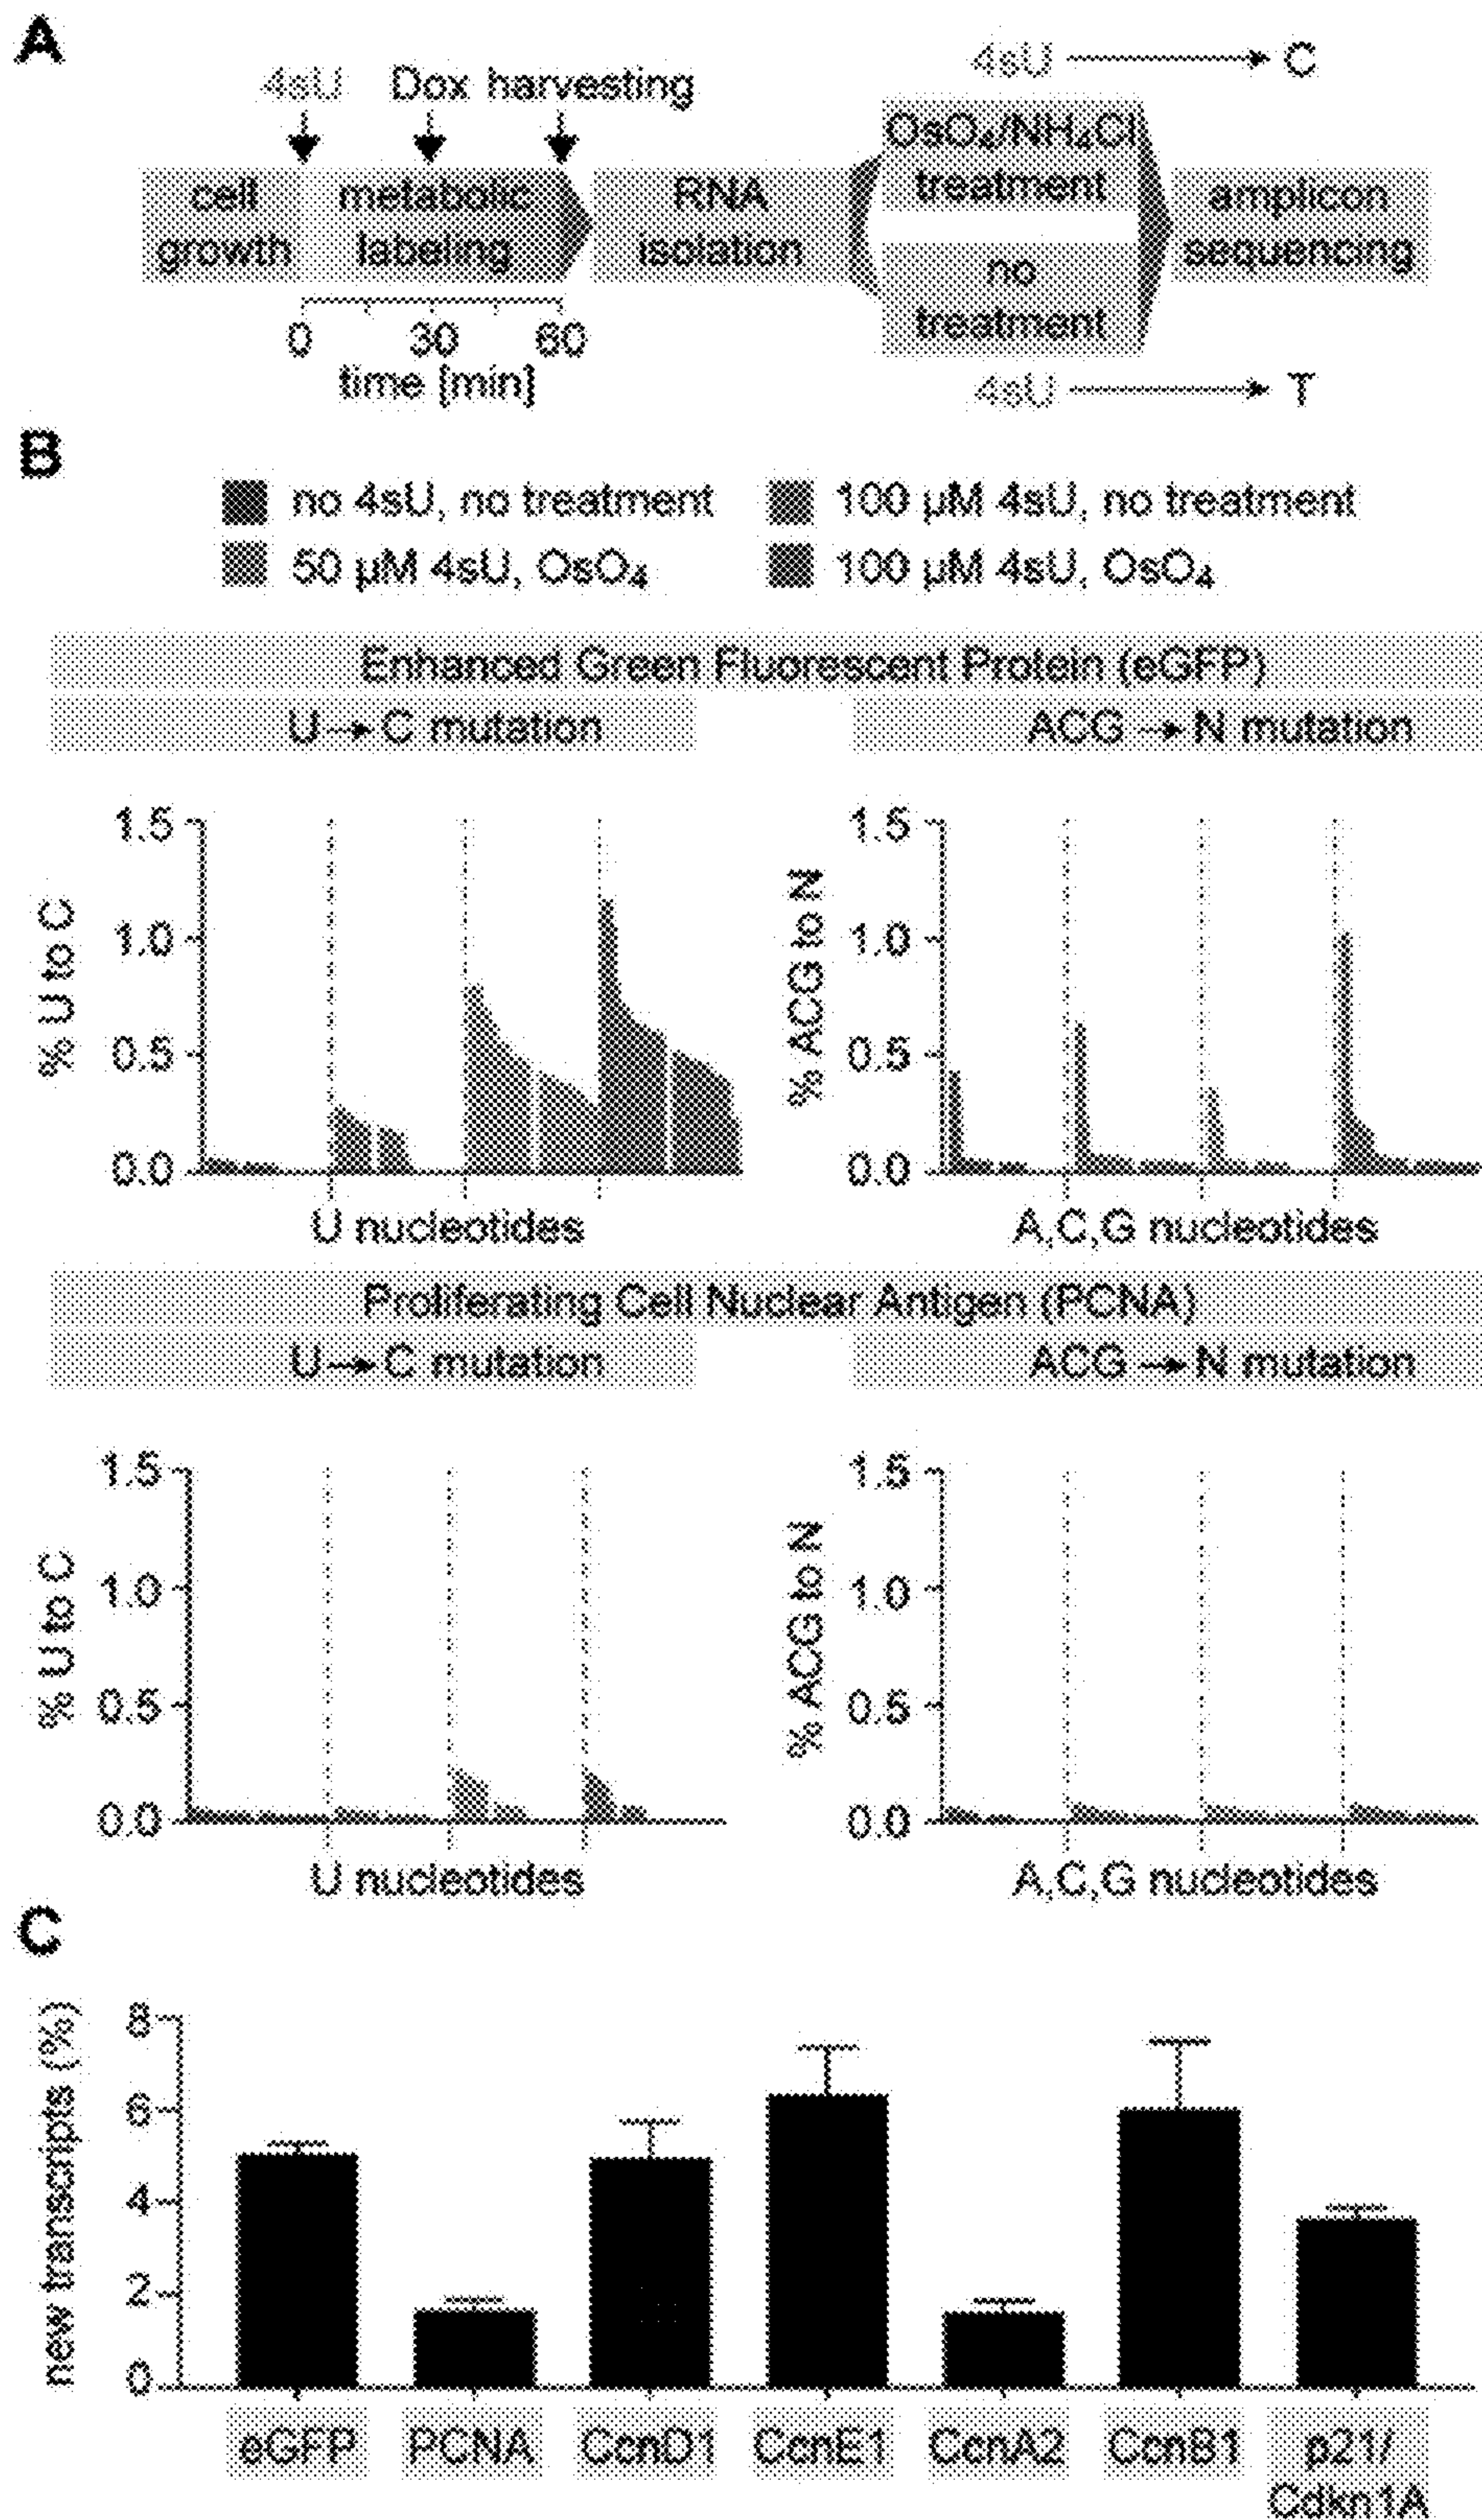 A
4sU → C
4sU Dox harvesting
OsO₄/NH₄Cl
treatment
cell
growth
metabolic
labeling
RNA
isolation
amplicon
sequencing
no
treatment
0 30 60
time [min]
4sU → T
B
no 4sU, no treatment
100 µM 4sU, no treatment
50 µM 4sU, OsO₄
100 µM 4sU, OsO₄
Enhanced Green Fluorescent Protein (eGFP)
U → C mutation
ACG → N mutation
% U to C
1.5
1.0
0.5
0.0
U nucleotides
% ACG to N
1.5
1.0
0.5
0.0
A,C,G nucleotides
Proliferating Cell Nuclear Antigen (PCNA)
U → C mutation
ACG → N mutation
% U to C
1.5
1.0
0.5
0.0
U nucleotides
% ACG to N
1.5
1.0
0.5
0.0
A,C,G nucleotides
C
new transcripts (%)
8
6
4
2
0
eGFP
PCNA
CcnD1
CcnE1
CcnA2
CcnB1
p21/
Cdkn1A